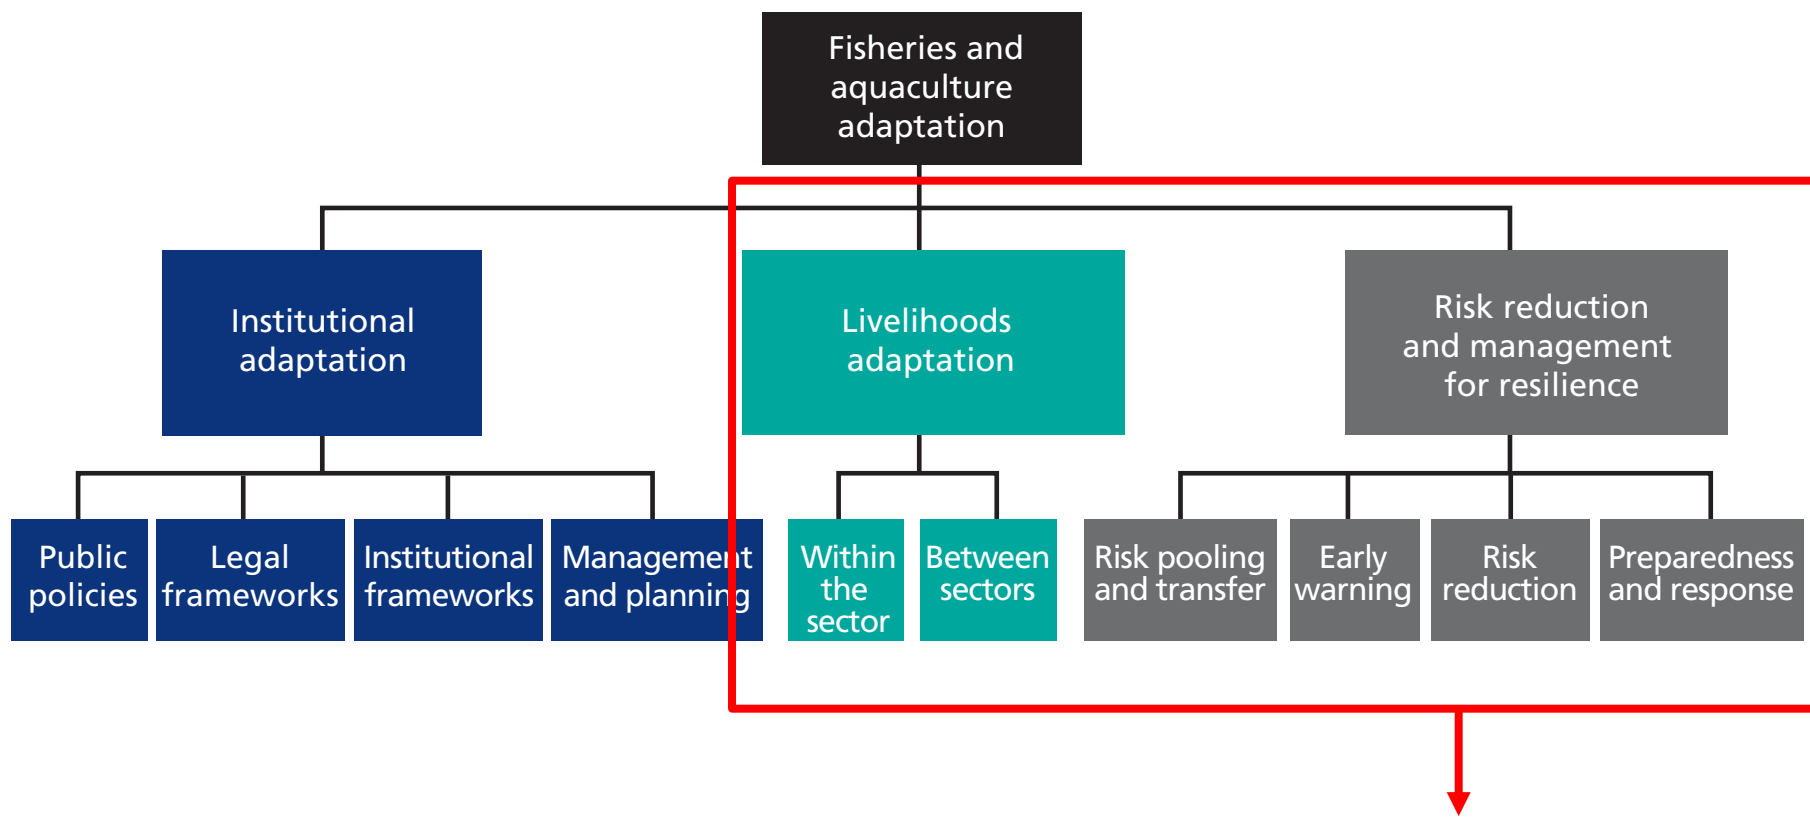 Fisheries and
aquaculture
adaptation
Institutional
adaptation
Livelihoods
adaptation
Risk reduction
and management
for resilience
Public
policies
Legal
frameworks
Institutional
frameworks
Management
and planning
Within
the
sector
Between
sectors
Risk pooling
and transfer
Early
warning
Risk
reduction
Preparedness
and response